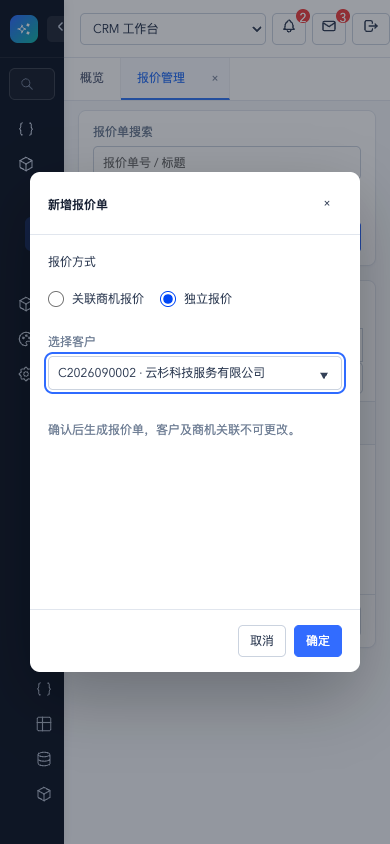 CRM 工作台
2
3
概览
报价管理
×
报价单搜索
报价单号 / 标题
新增报价单
×
报价方式
关联商机报价
独立报价
选择客户
C2026090002 · 云杉科技服务有限公司
确认后生成报价单，客户及商机关联不可更改。
取消
确定